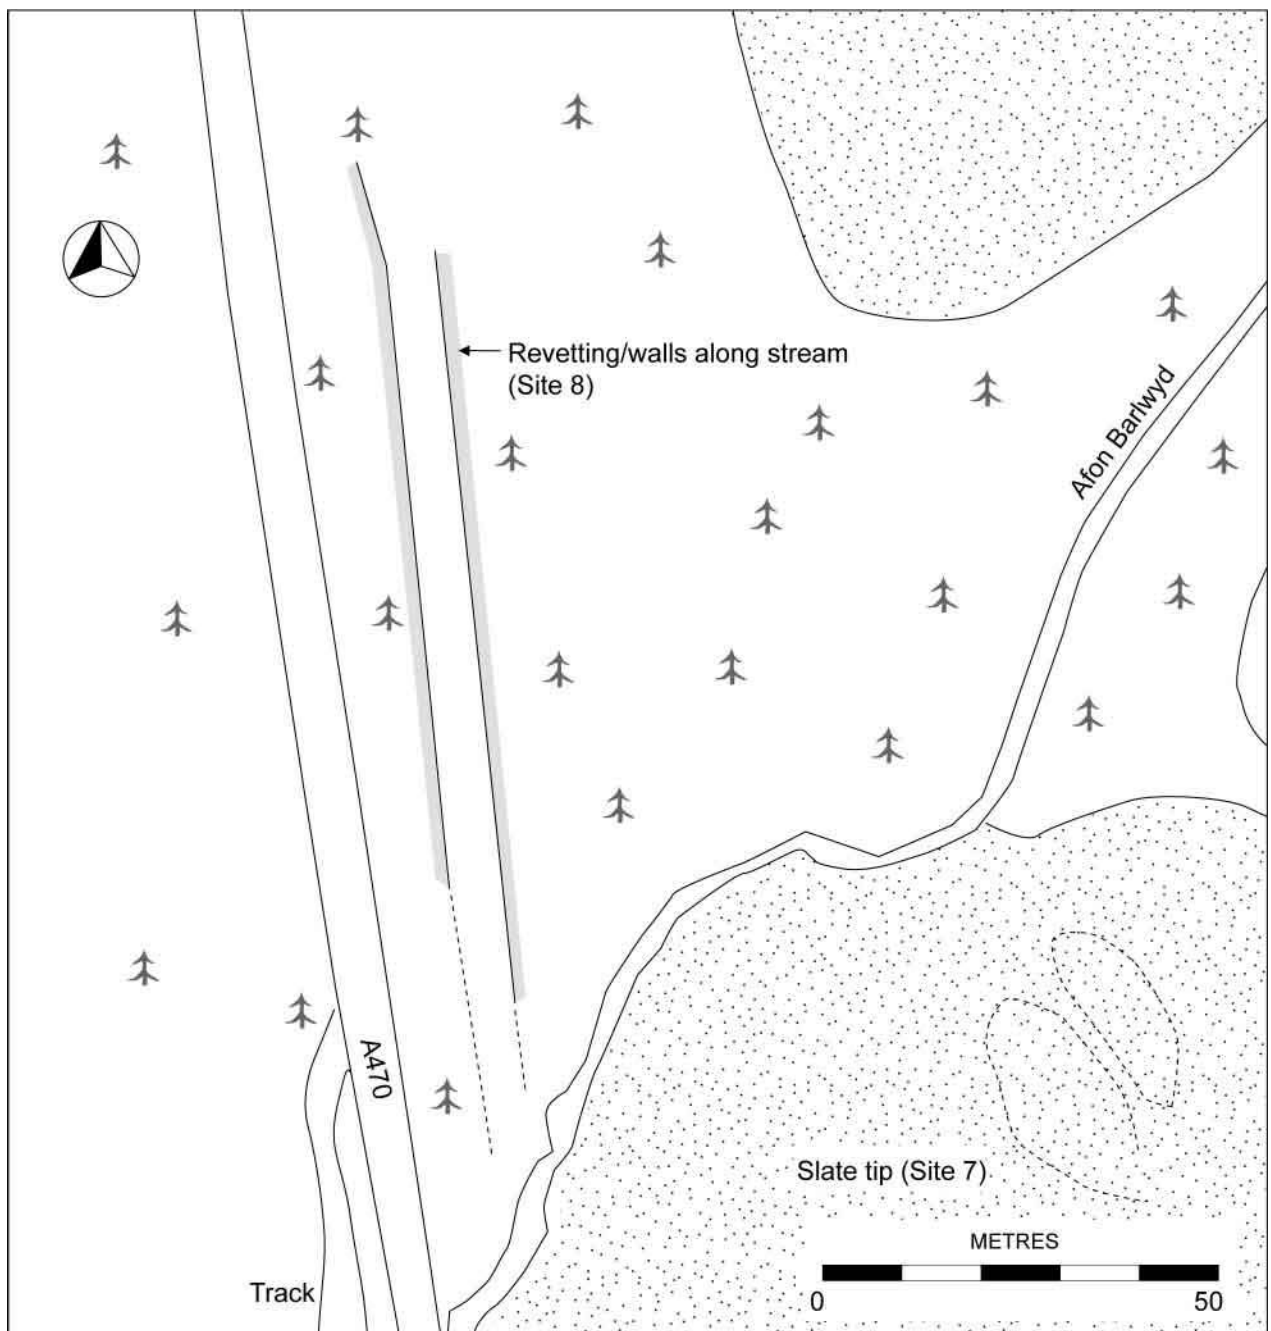 Revetting/walls along stream
(Site 8)
Afon Barlwyd
A470
Slate tip (Site 7)
METRES
0 50
Track